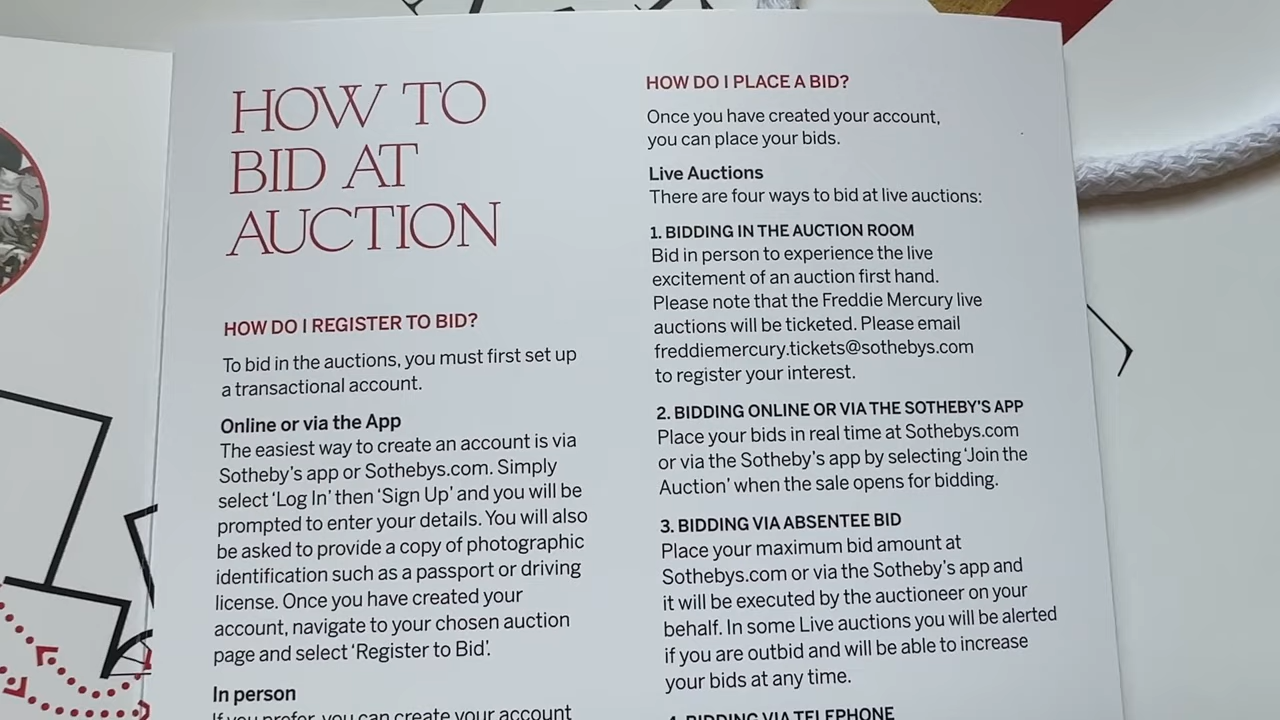 HOW TO
BID AT
AUCTION
HOW DO I REGISTER TO BID?
To bid in the auctions, you must first set up
a transactional account.
Online or via the App
The easiest way to create an account is via
Sotheby's app or Sothebys.com. Simply
select 'Log In' then 'Sign Up' and you will be
prompted to enter your details. You will also
be asked to provide a copy of photographic
identification such as a passport or driving
license. Once you have created your
account, navigate to your chosen auction
page and select 'Register to Bid'.
In person
If you prefer, you can create your account
HOW DO I PLACE A BID?
Once you have created your account,
you can place your bids.
Live Auctions
There are four ways to bid at live auctions:
1. BIDDING IN THE AUCTION ROOM
Bid in person to experience the live
excitement of an auction first hand.
Please note that the Freddie Mercury live
auctions will be ticketed. Please email
freddiemercury.tickets@sothebys.com
to register your interest.
2. BIDDING ONLINE OR VIA THE SOTHEBY'S APP
Place your bids in real time at Sothebys.com
or via the Sotheby's app by selecting 'Join the
Auction' when the sale opens for bidding.
3. BIDDING VIA ABSENTEE BID
Place your maximum bid amount at
Sothebys.com or via the Sotheby's app and
it will be executed by the auctioneer on your
behalf. In some Live auctions you will be alerted
if you are outbid and will be able to increase
your bids at any time.
4. BIDDING VIA TELEPHONE